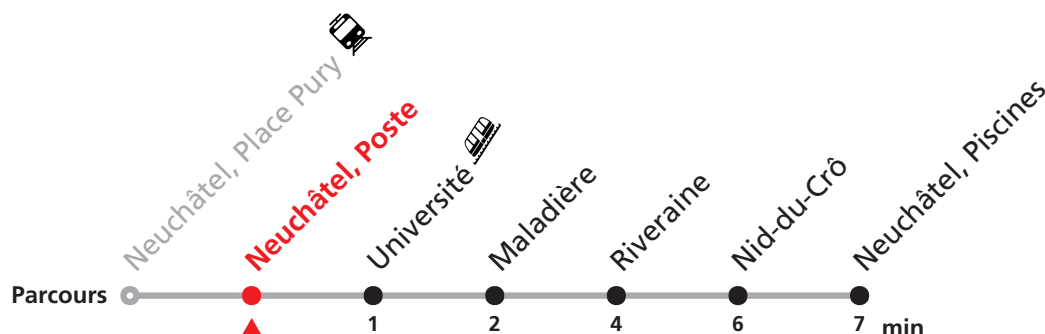 Neuchâtel, Place Pury
Neuchâtel, Poste
Université
Maladière
Riveraine
Nid-du-Crô
Neuchâtel, Piscines
Parcours
1 2 4 6 7 min